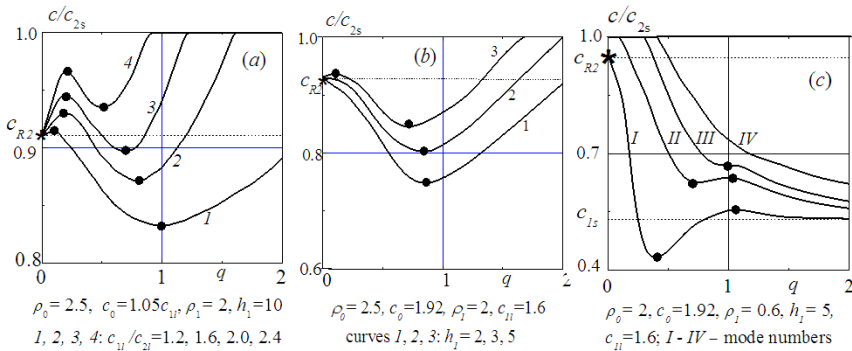 c/c₂ₛ
1.0
c_R2
0.9
0.8
0
1
q
2
(a)
4
3
2
1
ρ₀ = 2.5, c₀ = 1.05c₁ₗ, ρ₁ = 2, h₁=10
1, 2, 3, 4: c₁ₗ /c₂ₗ=1.2, 1.6, 2.0, 2.4
c/c₂ₛ
1.0
c_R2
0.8
0.6
0
1
q
2
(b)
3
2
1
ρ₀ = 2.5, c₀ = 1.92, ρ₁= 2, c₁ₗ = 1.6
curves 1, 2, 3: h₁ = 2, 3, 5
c/c₂ₛ
1.0
c_R2
0.7
c₁ₛ
0.4
0
1
q
2
(c)
I II III IV
ρ₀ = 2, c₀ = 1.92, ρ₁ = 0.6, h₁ = 5,
c₁ₗ = 1.6; I - IV – mode numbers